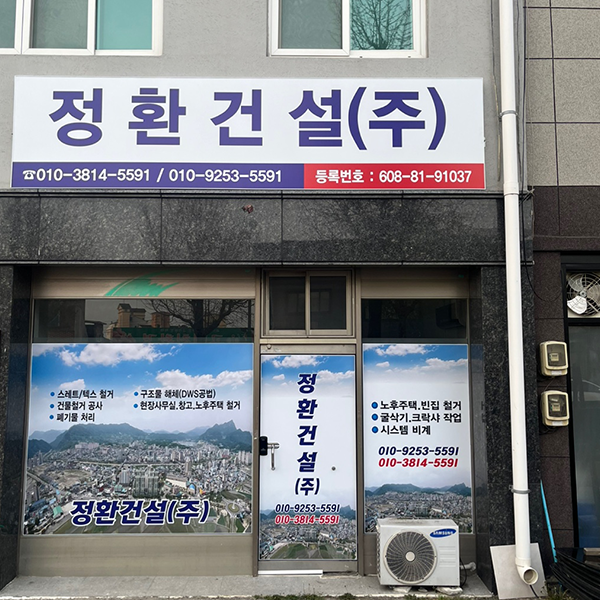 정환건설(주)
☎010-3814-5591 / 010-9253-5591
등록번호 : 608-81-91037
• 스레트/텍스 철거
• 건물철거 공사
• 폐기물 처리
• 구조물 해체(DWS공법)
• 현장사무실,창고,노후주택 철거
정환건설(주)
정환건설(주)
010-9253-5591
010-3814-5591
• 노후주택,빈집 철거
• 굴삭기,크락샤 작업
• 시스템 비계
010-9253-5591
010-3814-5591
SAMSUNG